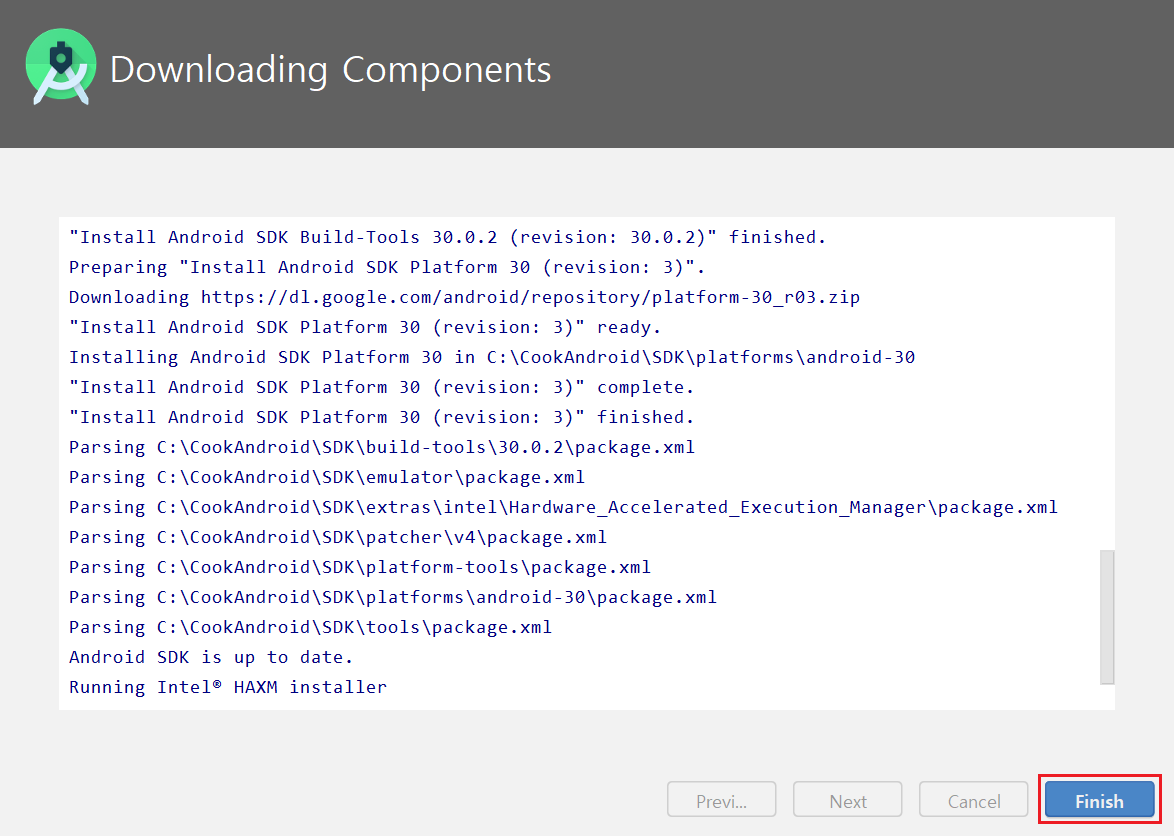 Downloading Components
"Install Android SDK Build-Tools 30.0.2 (revision: 30.0.2)" finished.
Preparing "Install Android SDK Platform 30 (revision: 3)".
Downloading https://dl.google.com/android/repository/platform-30_r03.zip
"Install Android SDK Platform 30 (revision: 3)" ready.
Installing Android SDK Platform 30 in C:\CookAndroid\SDK\platforms\android-30
"Install Android SDK Platform 30 (revision: 3)" complete.
"Install Android SDK Platform 30 (revision: 3)" finished.
Parsing C:\CookAndroid\SDK\build-tools\30.0.2\package.xml
Parsing C:\CookAndroid\SDK\emulator\package.xml
Parsing C:\CookAndroid\SDK\extras\intel\Hardware_Accelerated_Execution_Manager\package.xml
Parsing C:\CookAndroid\SDK\patcher\v4\package.xml
Parsing C:\CookAndroid\SDK\platform-tools\package.xml
Parsing C:\CookAndroid\SDK\platforms\android-30\package.xml
Parsing C:\CookAndroid\SDK\tools\package.xml
Android SDK is up to date.
Running Intel® HAXM installer
Previ... Next Cancel Finish